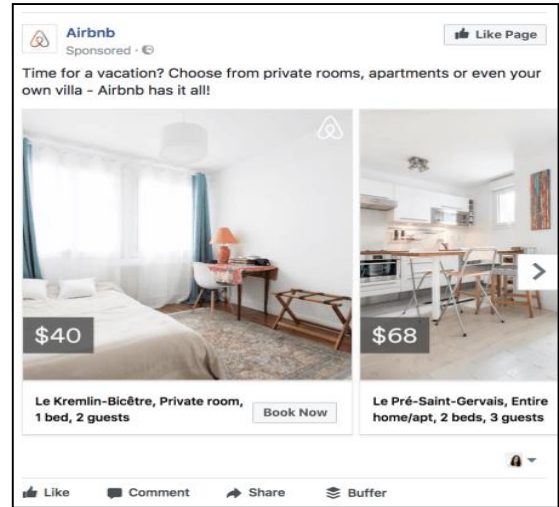 Airbnb
Sponsored ·
Like Page
Time for a vacation? Choose from private rooms, apartments or even your
own villa – Airbnb has it all!
$40
$68
Le Kremlin-Bicêtre, Private room,
1 bed, 2 guests
Book Now
Le Pré-Saint-Gervais, Entire
home/apt, 2 beds, 3 guests
Like
Comment
Share
Buffer